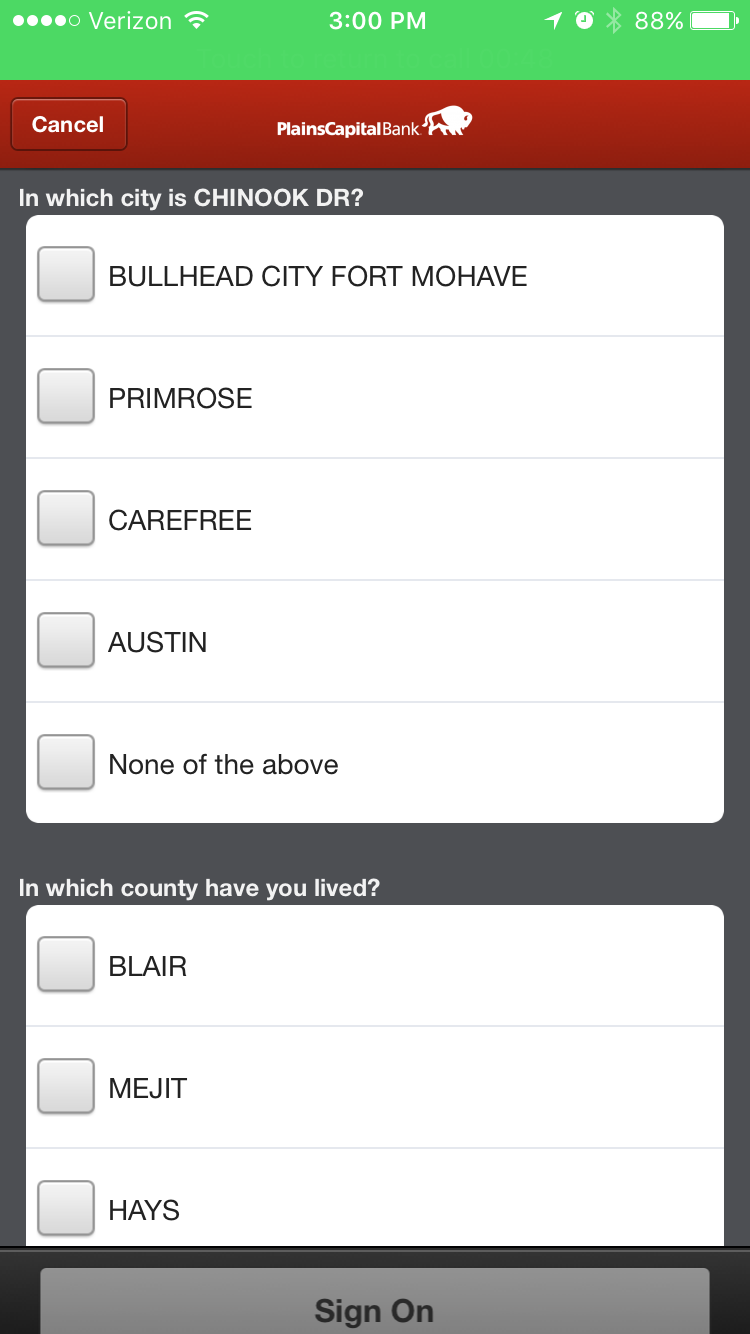 Verizon 3:00 PM 88%
Cancel PlainsCapitalBank
In which city is CHINOOK DR?
BULLHEAD CITY FORT MOHAVE
PRIMROSE
CAREFREE
AUSTIN
None of the above
In which county have you lived?
BLAIR
MEJIT
HAYS
Sign On